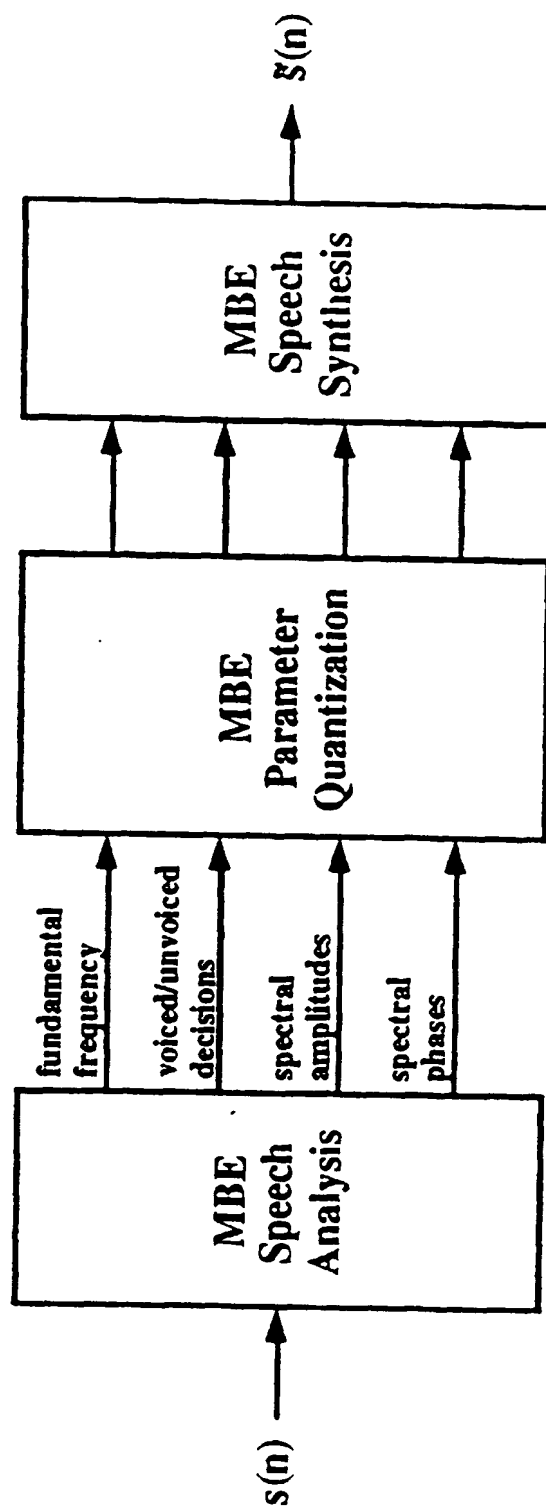 s(n)
MBE
Speech
Analysis
fundamental
frequency
voiced/unvoiced
decisions
spectral
amplitudes
spectral
phases
MBE
Parameter
Quantization
MBE
Speech
Synthesis
s̃(n)